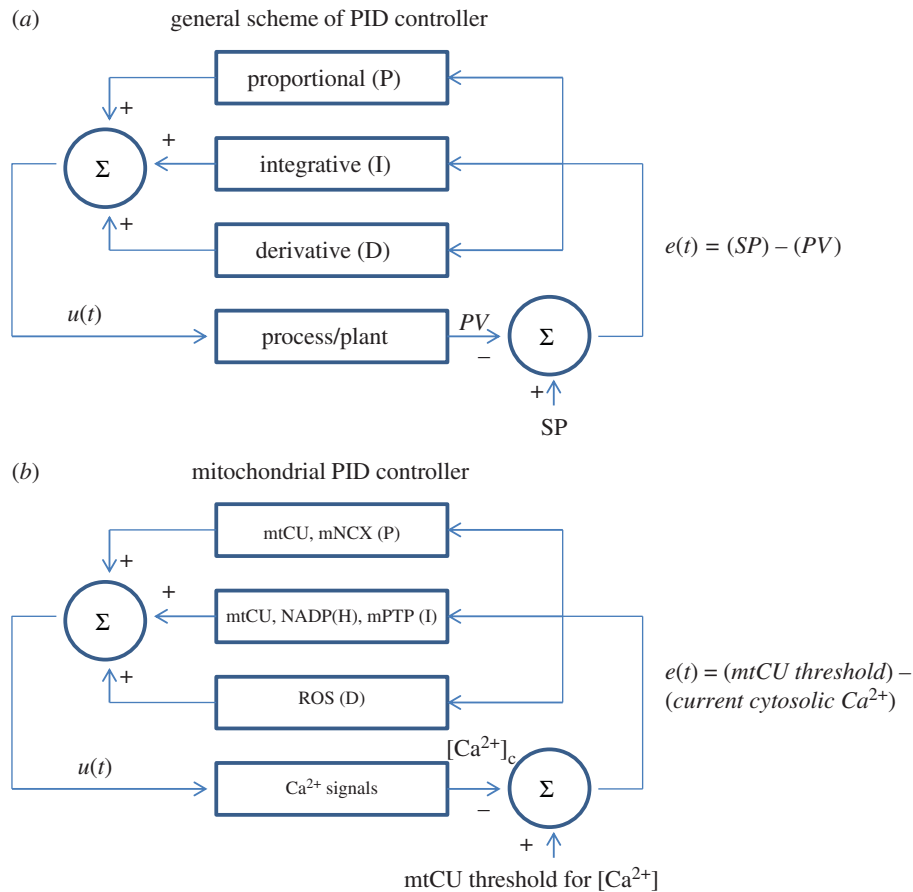 (a) general scheme of PID controller
proportional (P)
+
+
Σ
integrative (I)
+
derivative (D)
e(t) = (SP) – (PV)
u(t)
process/plant
PV
–
Σ
+
SP
(b) mitochondrial PID controller
mtCU, mNCX (P)
+
+
Σ
mtCU, NADP(H), mPTP (I)
+
ROS (D)
e(t) = (mtCU threshold) –
(current cytosolic Ca²⁺)
u(t)
Ca²⁺ signals
[Ca²⁺]c
–
Σ
+
mtCU threshold for [Ca²⁺]